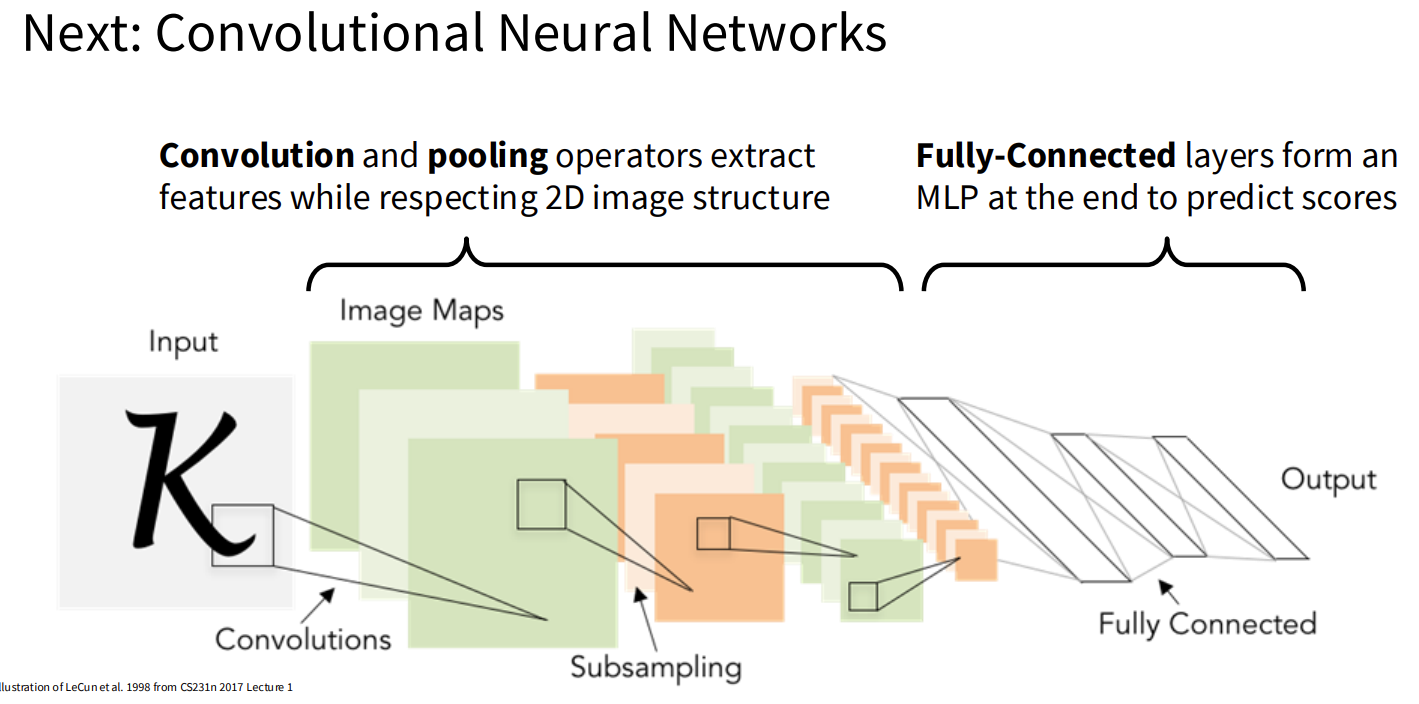 Next: Convolutional Neural Networks
Convolution and pooling operators extract
features while respecting 2D image structure
Fully-Connected layers form an
MLP at the end to predict scores
Image Maps
Input
K
Output
Convolutions
Subsampling
Fully Connected
llustration of LeCun et al. 1998 from CS231n 2017 Lecture 1